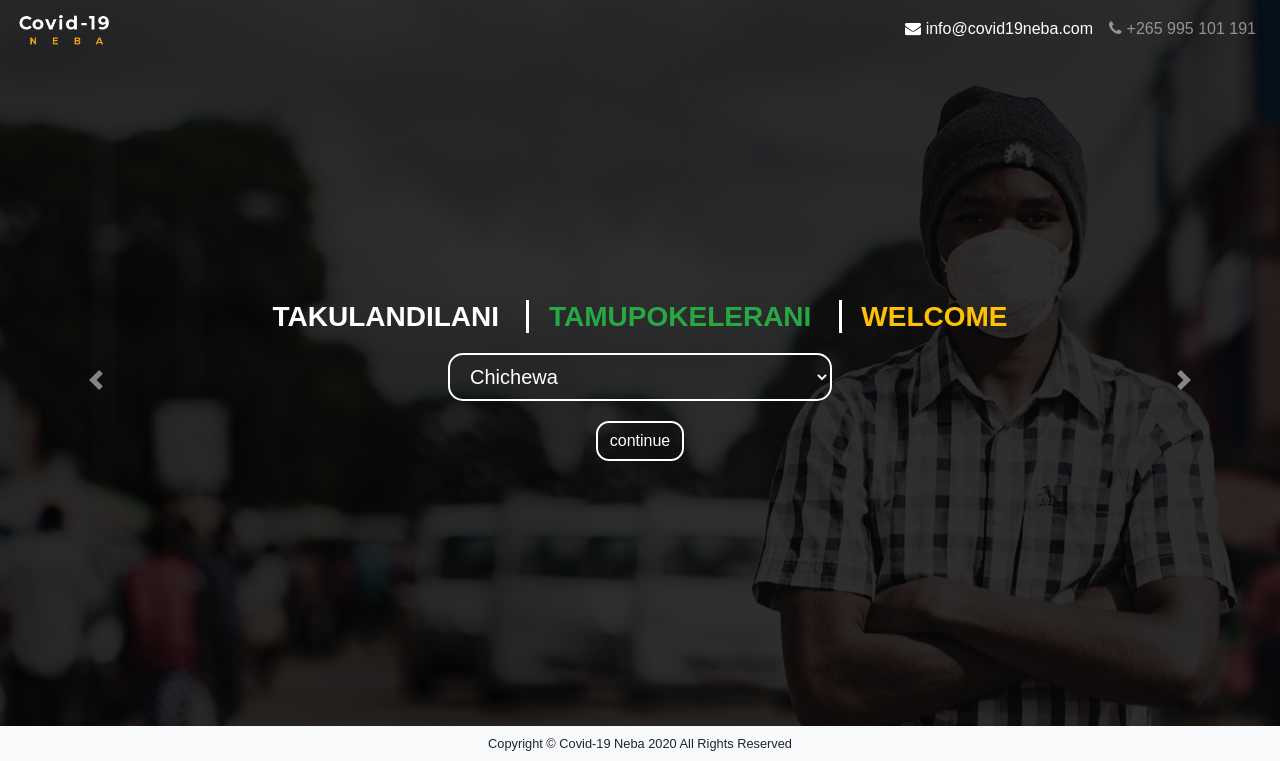 Covid-19
NEBA
info@covid19neba.com +265 995 101 191
TAKULANDILANI TAMUPOKELERANI WELCOME
Chichewa
continue
Copyright © Covid-19 Neba 2020 All Rights Reserved